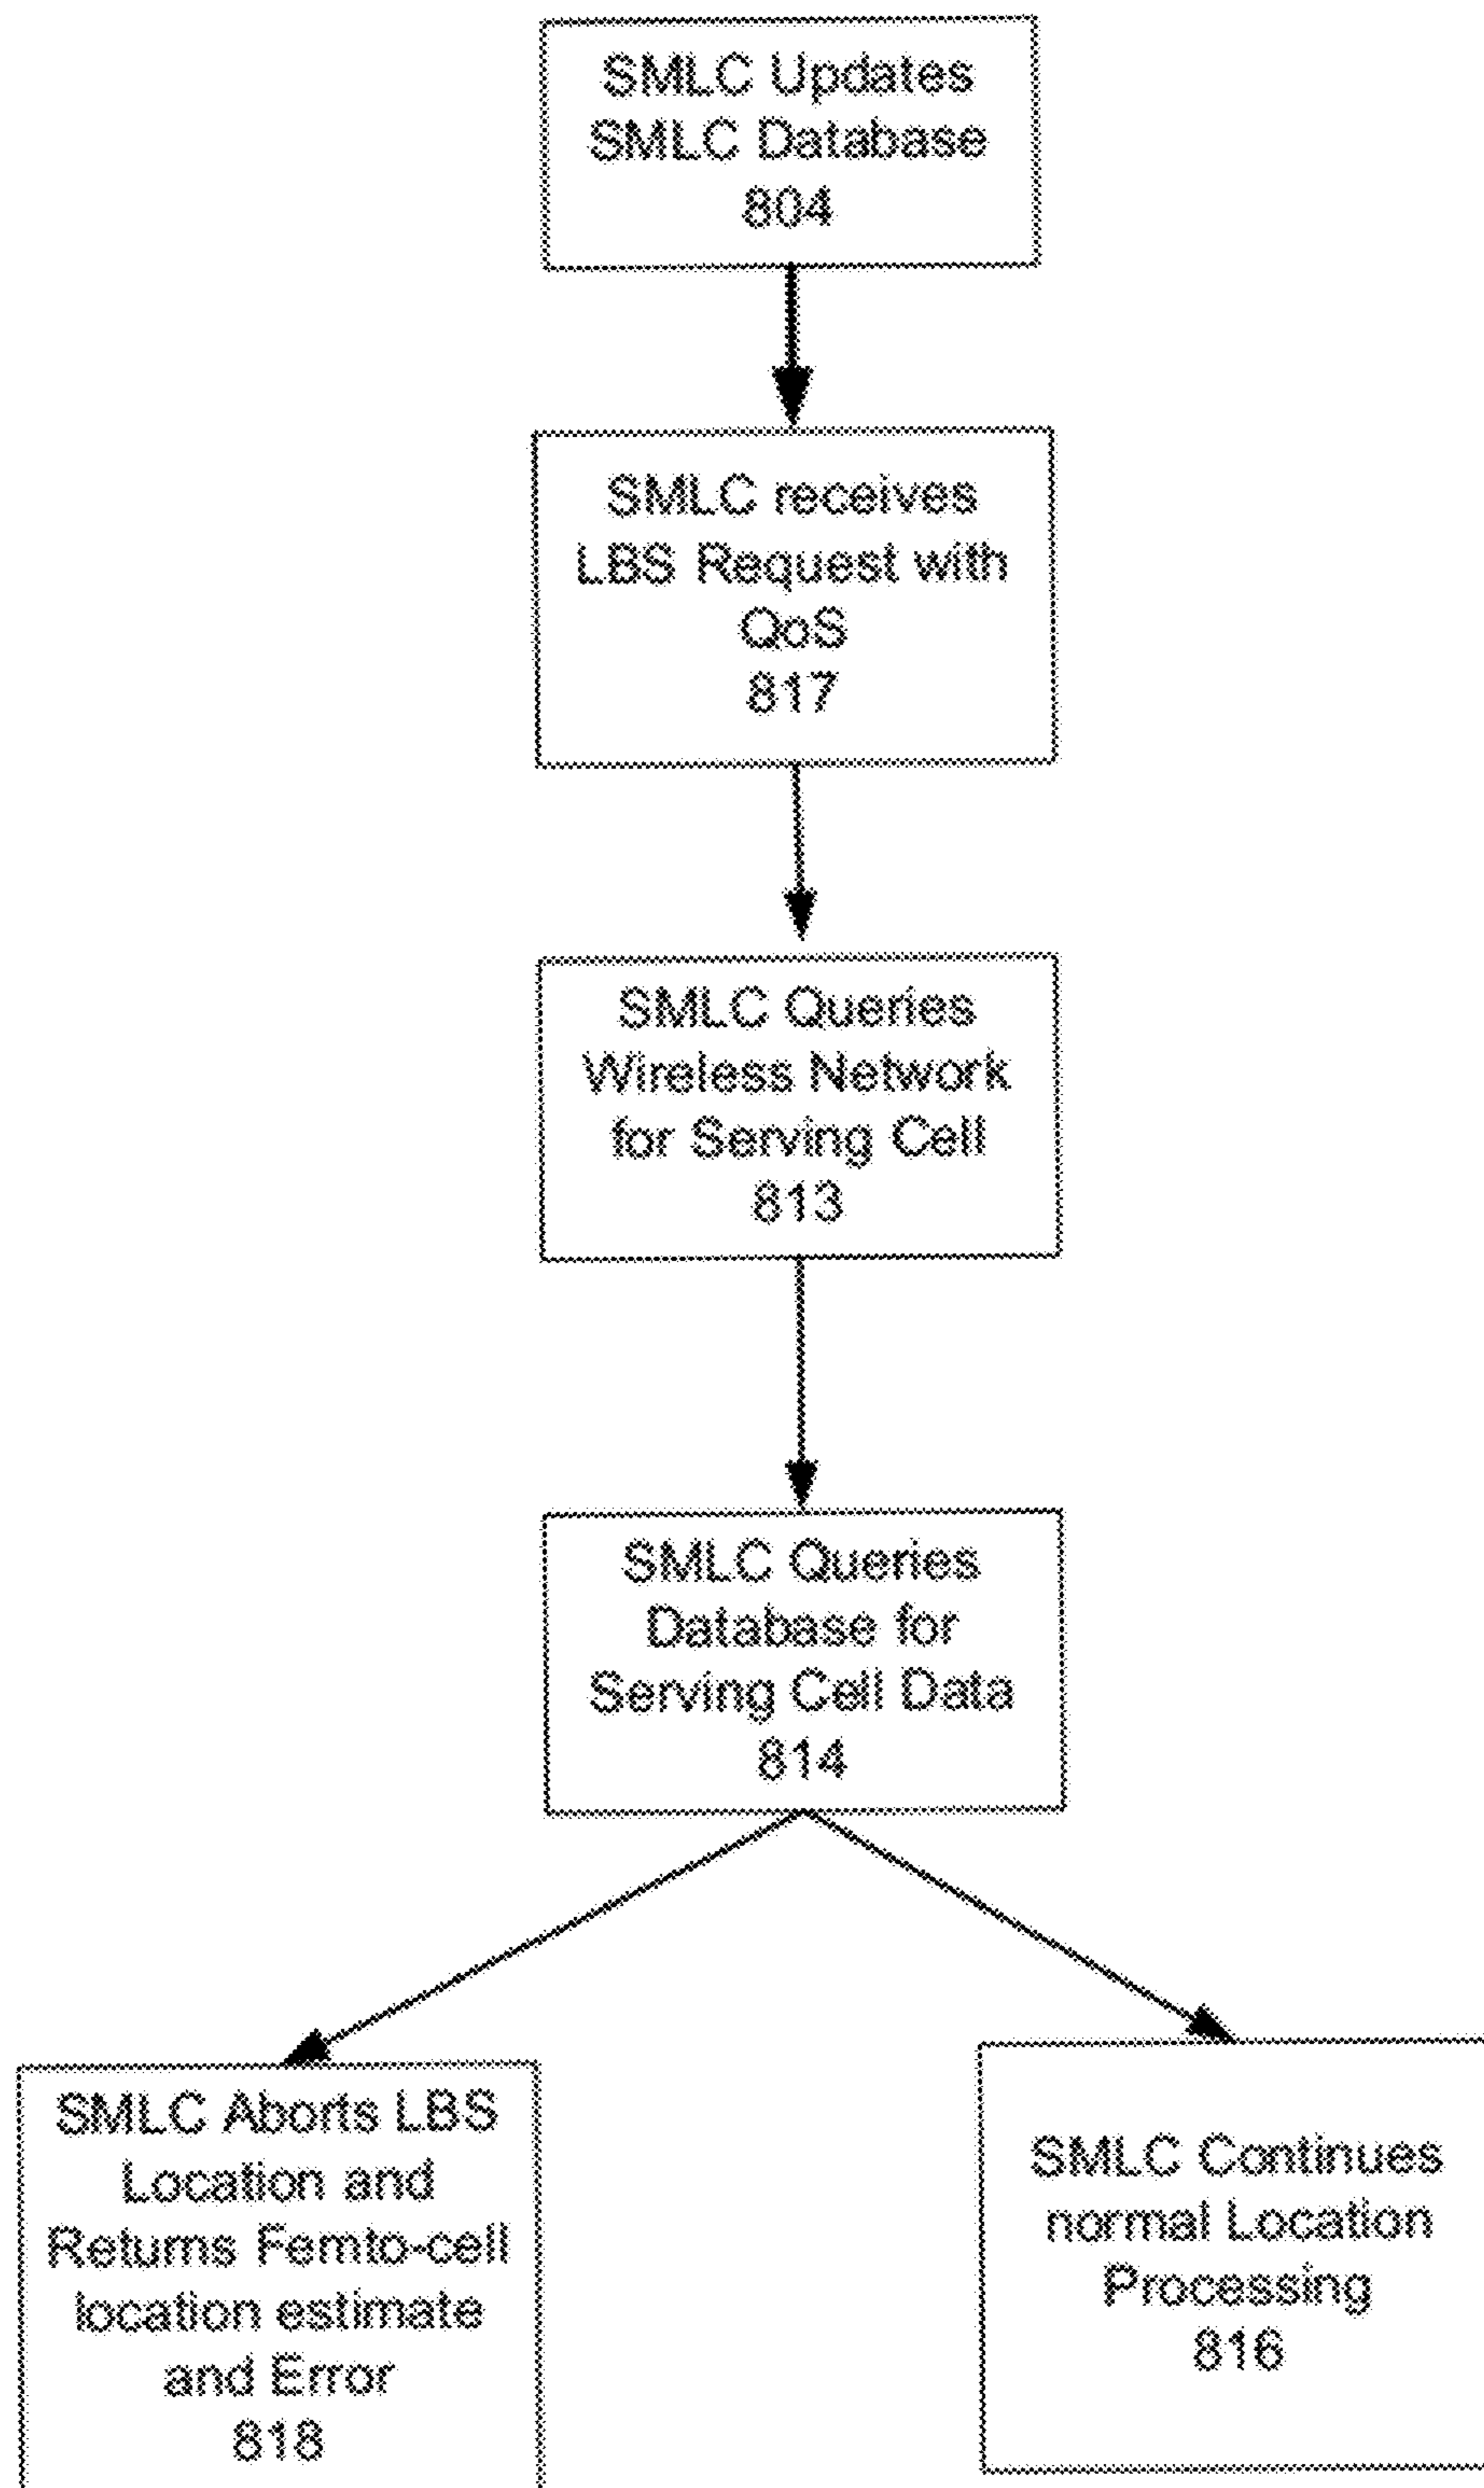 SMLC Updates
SMLC Database
804
SMLC receives
LBS Request with
QoS
817
SMLC Queries
Wireless Network
for Serving Cell
813
SMLC Queries
Database for
Serving Cell Data
814
SMLC Aborts LBS
Location and
Returns Femto-cell
location estimate
and Error
818
SMLC Continues
normal Location
Processing
816